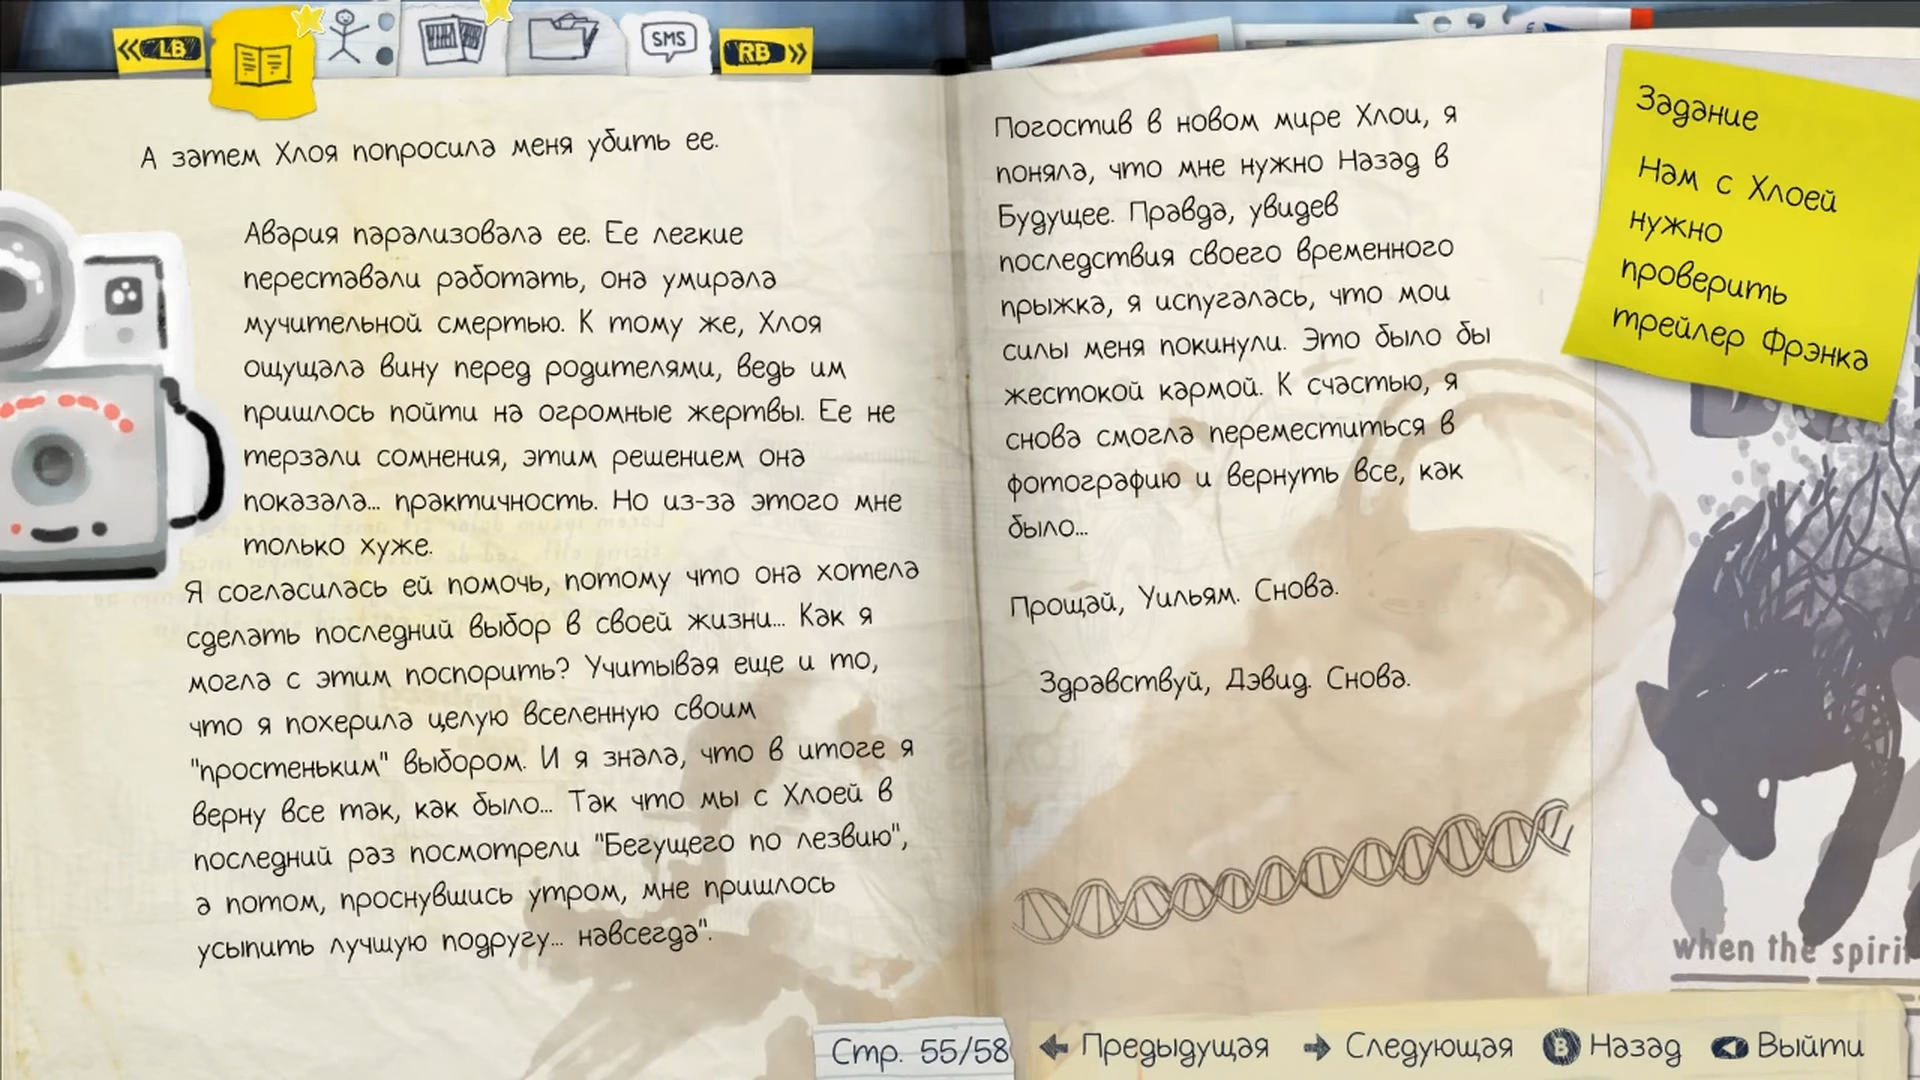 LB
SMS
RB
А затем Хлоя попросила меня убить ее.
Авария парализовала ее. Ее легкие
переставали работать, она умирала
мучительной смертью. К тому же, Хлоя
ощущала вину перед родителями, ведь им
пришлось пойти на огромные жертвы. Ее не
терзали сомнения, этим решением она
показала... практичность. Но из-за этого мне
только хуже.
Я согласилась ей помочь, потому что она хотела
сделать последний выбор в своей жизни... Как я
могла с этим поспорить? Учитывая еще и то,
что я похерила целую вселенную своим
"простеньким" выбором. И я знала, что в итоге я
верну все так, как было... Так что мы с Хлоей в
последний раз посмотрели "Бегущего по лезвию",
а потом, проснувшись утром, мне пришлось
усыпить лучшую подругу... навсегда".
Погостив в новом мире Хлои, я
поняла, что мне нужно Назад в
Будущее. Правда, увидев
последствия своего временного
прыжка, я испугалась, что мои
силы меня покинули. Это было бы
жестокой кармой. К счастью, я
снова смогла переместиться в
фотографию и вернуть все, как
было...
Прощай, Уильям. Снова.
Здравствуй, Дэвид. Снова.
Задание
Нам с Хлоей
нужно
проверить
трейлер Фрэнка
when the spirit
Стр. 55/58
Предыдущая
Следующая
B Назад
Выйти